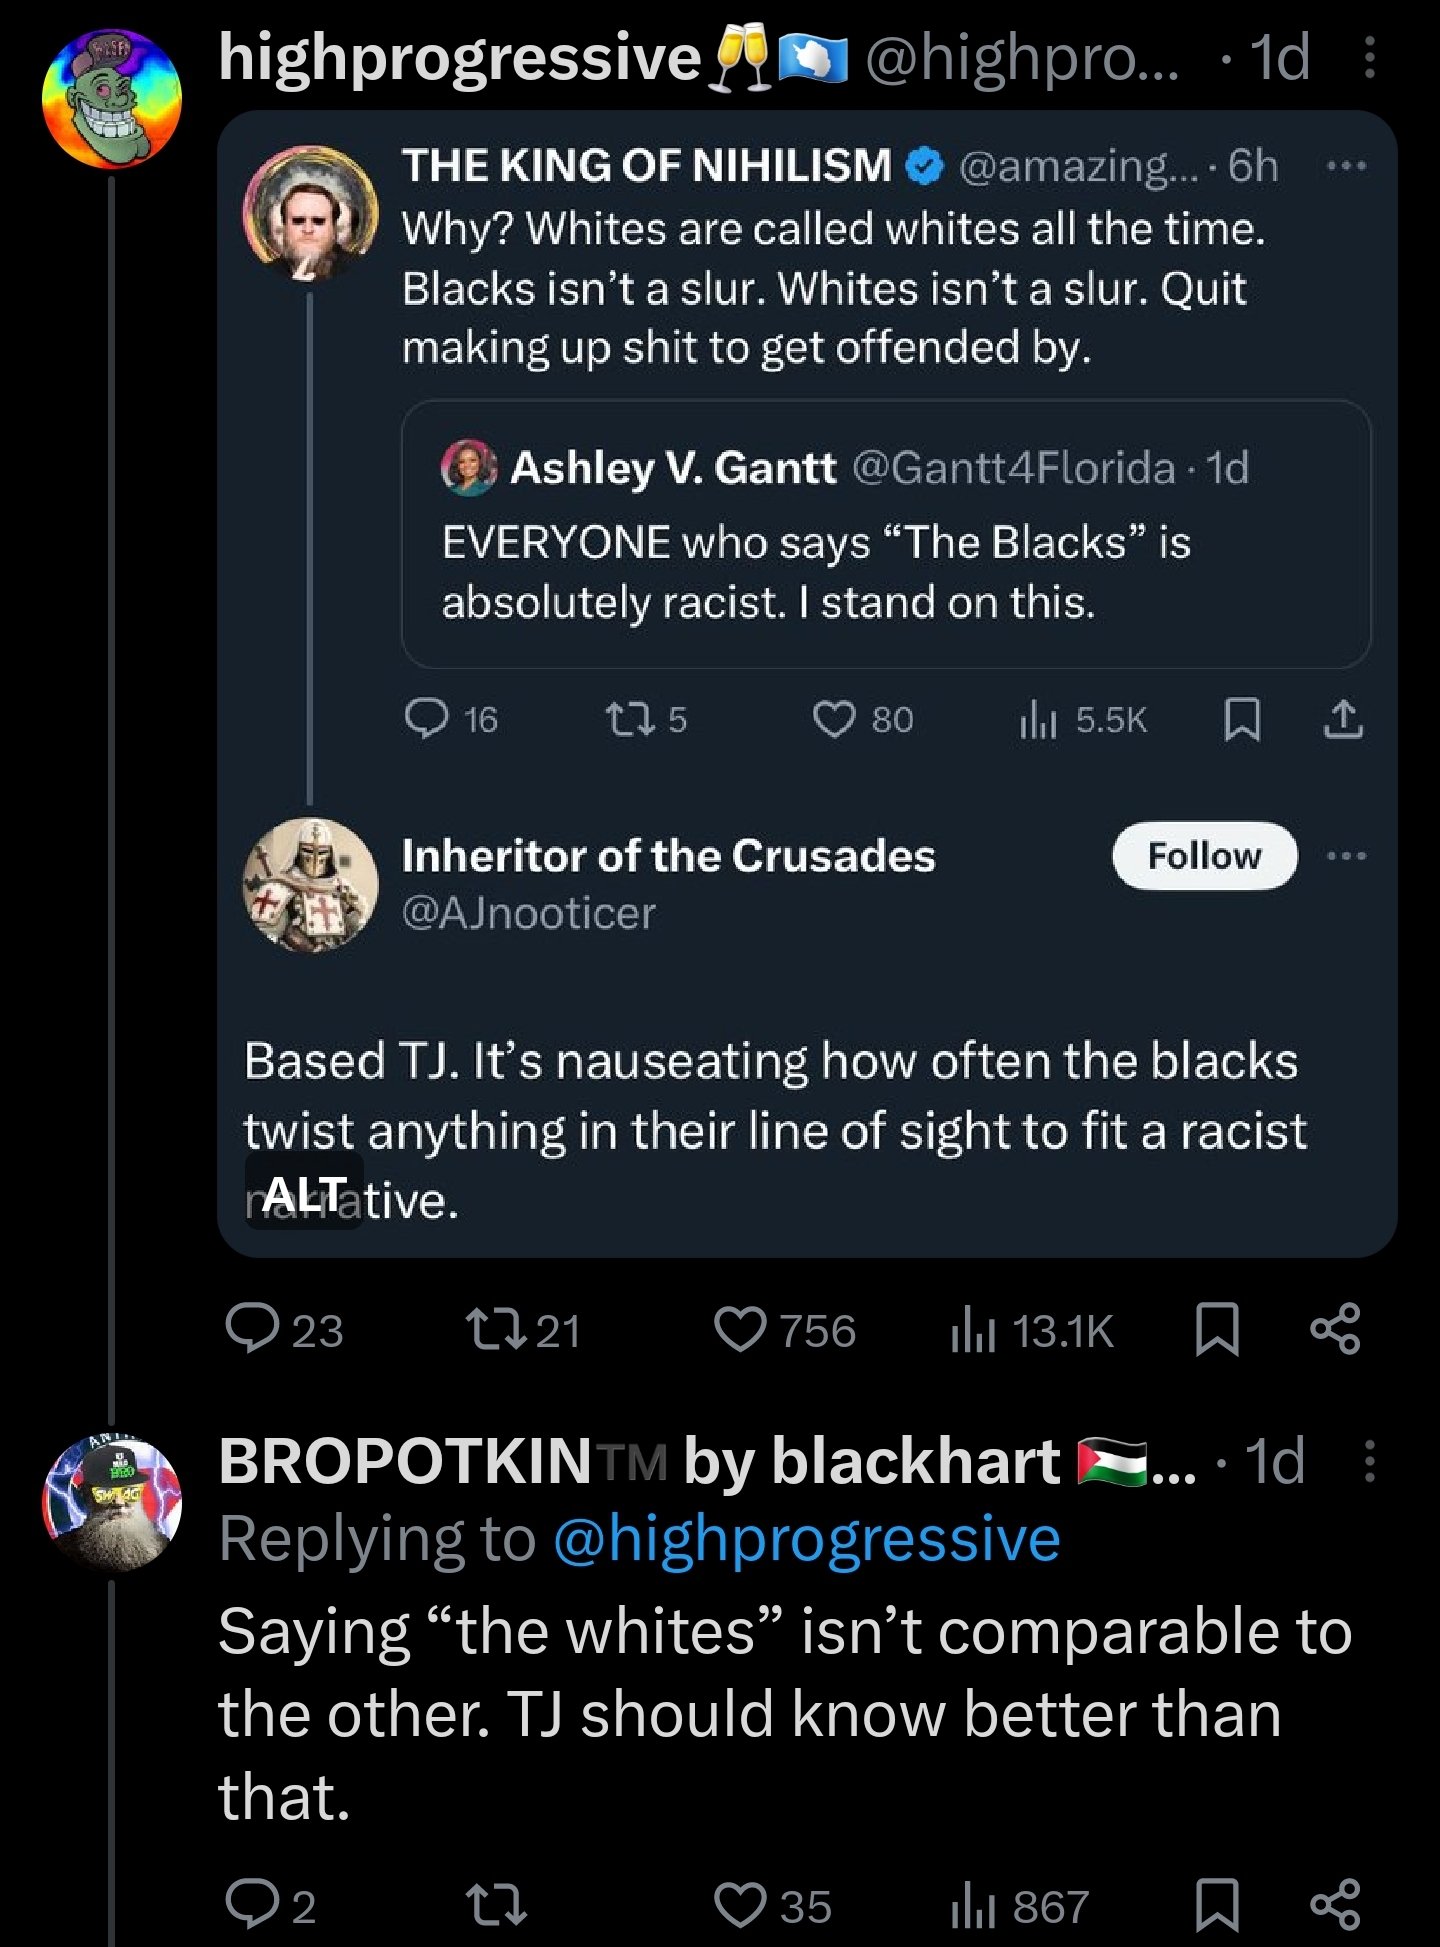 highprogressive🥂🇦🇶 @highpro... · 1d
THE KING OF NIHILISM @amazing... · 6h
Why? Whites are called whites all the time.
Blacks isn't a slur. Whites isn't a slur. Quit
making up shit to get offended by.
Ashley V. Gantt @Gantt4Florida · 1d
EVERYONE who says “The Blacks” is
absolutely racist. I stand on this.
16 5 80 5.5K
Inheritor of the Crusades Follow
@AJnooticer
Based TJ. It's nauseating how often the blacks
twist anything in their line of sight to fit a racist
narrative.
ALT
23 21 756 13.1K
BROPOTKIN™ by blackhart 🇵🇸... · 1d
Replying to @highprogressive
Saying “the whites” isn't comparable to
the other. TJ should know better than
that.
2 35 867